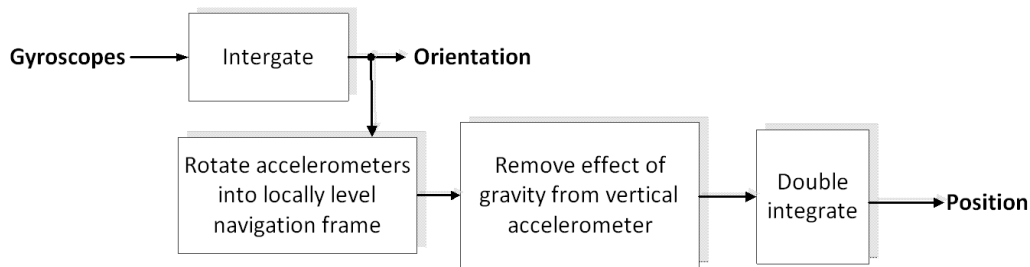 Gyroscopes
Intergate
Orientation
Rotate accelerometers
into locally level
navigation frame
Remove effect of
gravity from vertical
accelerometer
Double
integrate
Position